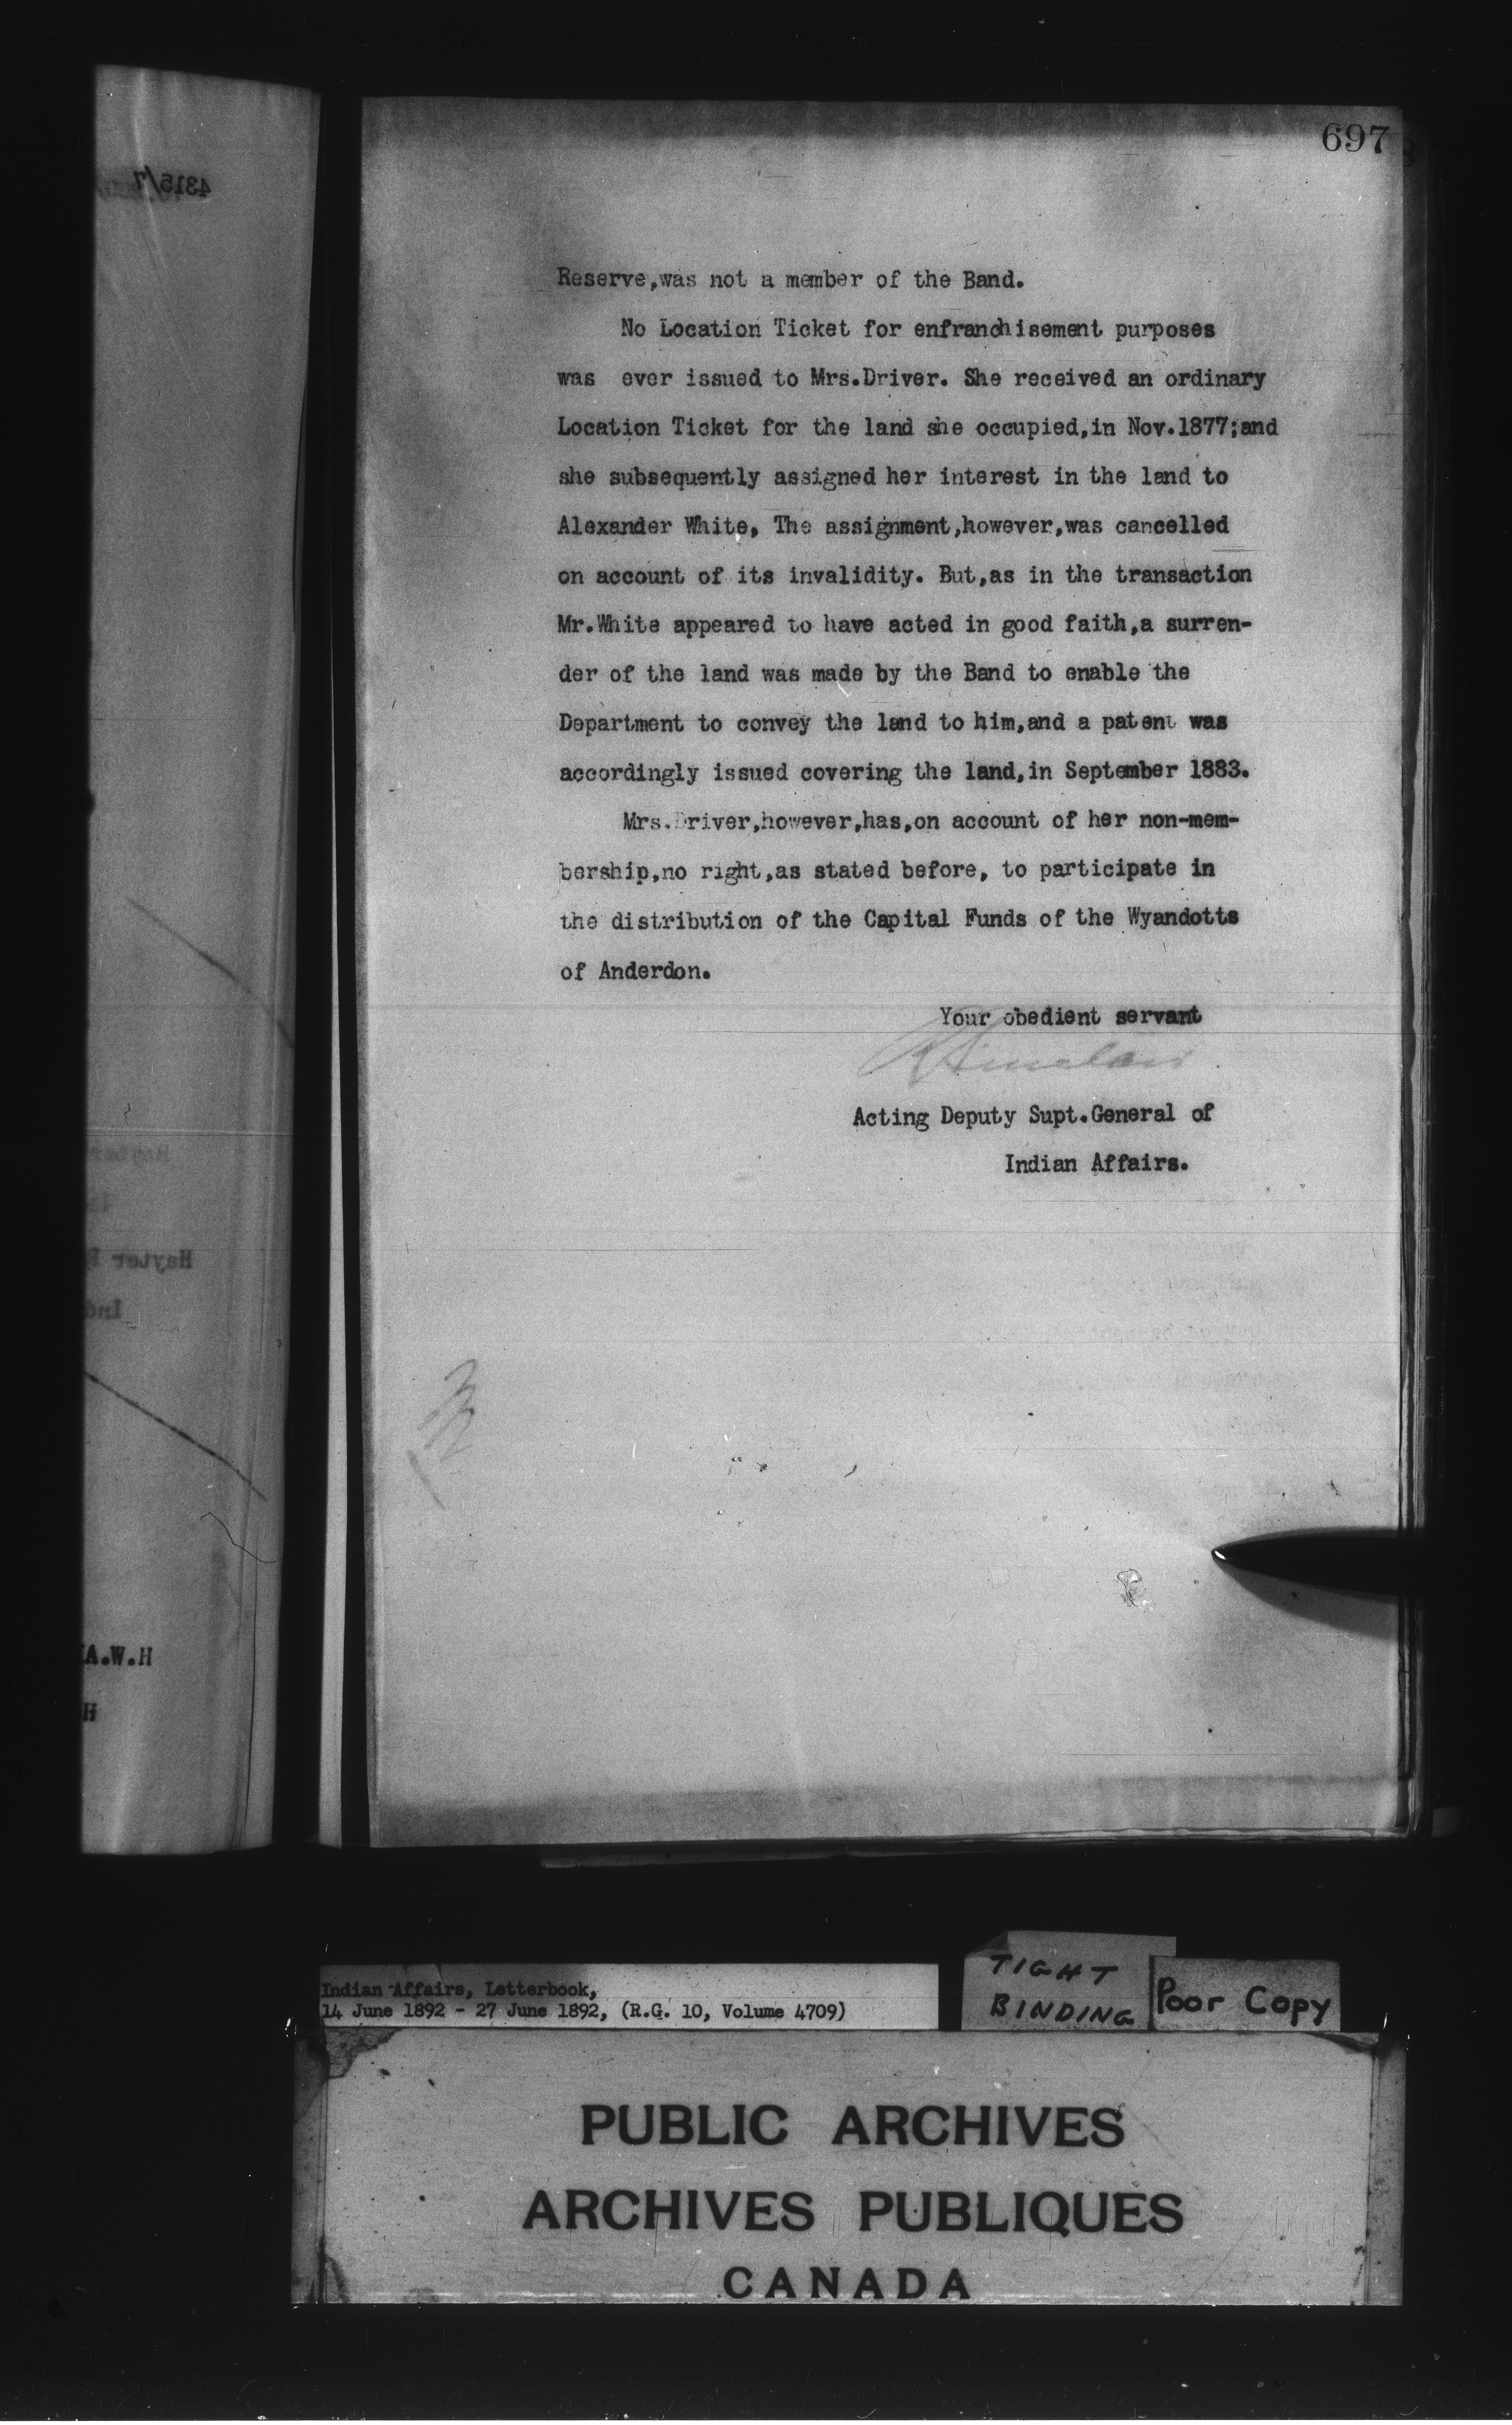 697
Reserve,was not a member of the Band.
No Location Ticket for enfranchisement purposes
was ever issued to Mrs.Driver. She received an ordinary
Location Ticket for the land she occupied,in Nov.1877;and
she subsequently assigned her interest in the land to
Alexander White, The assignment,however,was cancelled
on account of its invalidity. But,as in the transaction
Mr.White appeared to have acted in good faith,a surren-
der of the land was made by the Band to enable the
Department to convey the land to him,and a patent was
accordingly issued covering the land,in September 1883.
Mrs.Driver,however,has,on account of her non-mem-
bership,no right,as stated before, to participate in
the distribution of the Capital Funds of the Wyandotts
of Anderdon.
Your obedient servant
R Sinclair
Acting Deputy Supt.General of
Indian Affairs.
4315/7
Hayter
A.W.H
H
Indian Affairs, Letterbook,
14 June 1892 - 27 June 1892, (R.G. 10, Volume 4709)
TIGHT
BINDING
Poor Copy
PUBLIC ARCHIVES
ARCHIVES PUBLIQUES
CANADA